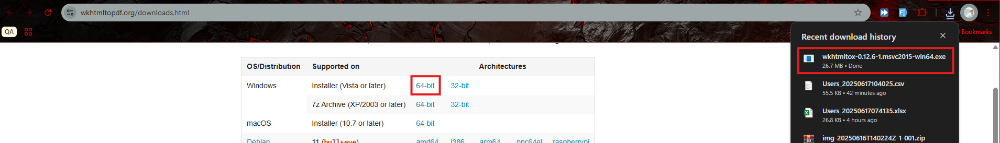 wkhtmltopdf.org/downloads.html
QA
Bookmarks
OS/Distribution Supported on Architectures
Windows Installer (Vista or later) 64-bit 32-bit
7z Archive (XP/2003 or later) 64-bit 32-bit
macOS Installer (10.7 or later) 64-bit
Debian 11 (bullseye) amd64 i386 arm64 ppc64el raspberrypi
Recent download history
wkhtmltox-0.12.6-1.msvc2015-win64.exe
26.7 MB • Done
Users_20250617104025.csv
55.5 KB • 42 minutes ago
Users_20250617074135.xlsx
26.8 KB • 4 hours ago
img-20250616T140224Z-1-001.zip